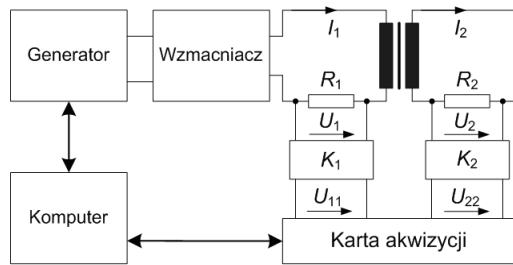 Generator
Wzmacniacz
I1
I2
R1
R2
U1
U2
K1
K2
U11
U22
Komputer
Karta akwizycji